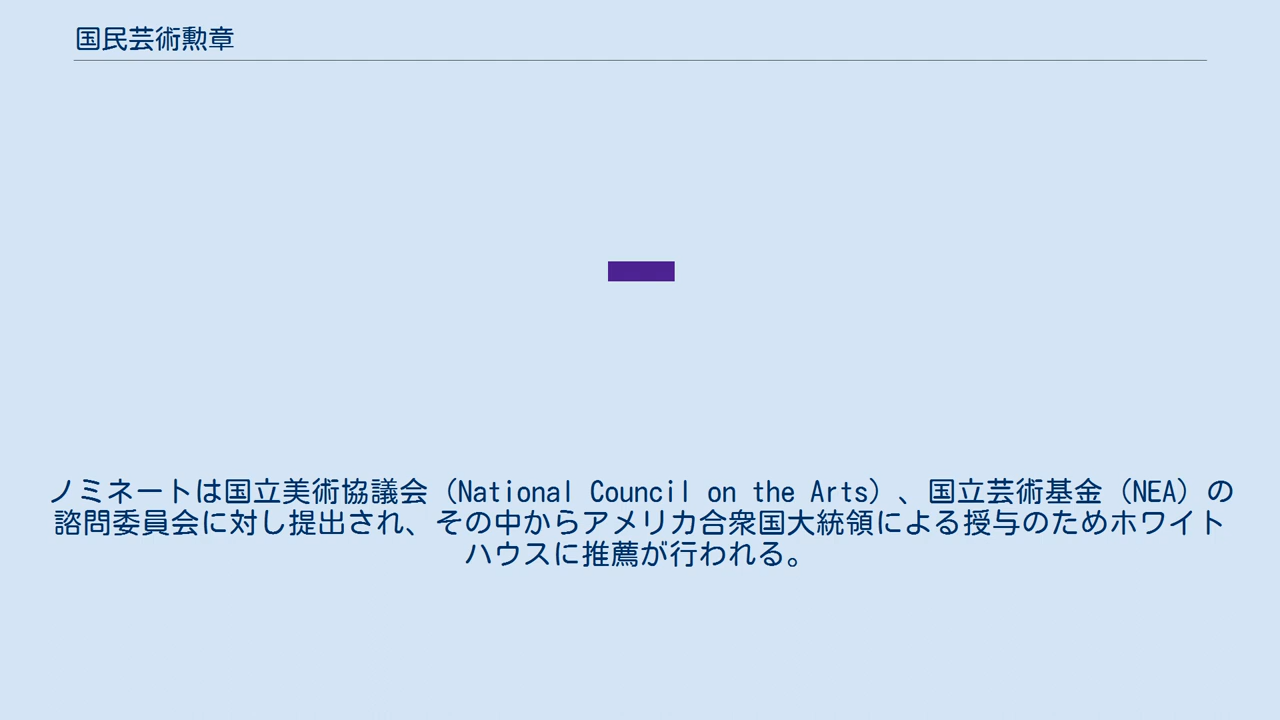 国民芸術勲章
ノミネートは国立美術協議会（National Council on the Arts）、国立芸術基金（NEA）の
諮問委員会に対し提出され、その中からアメリカ合衆国大統領による授与のためホワイト
ハウスに推薦が行われる。